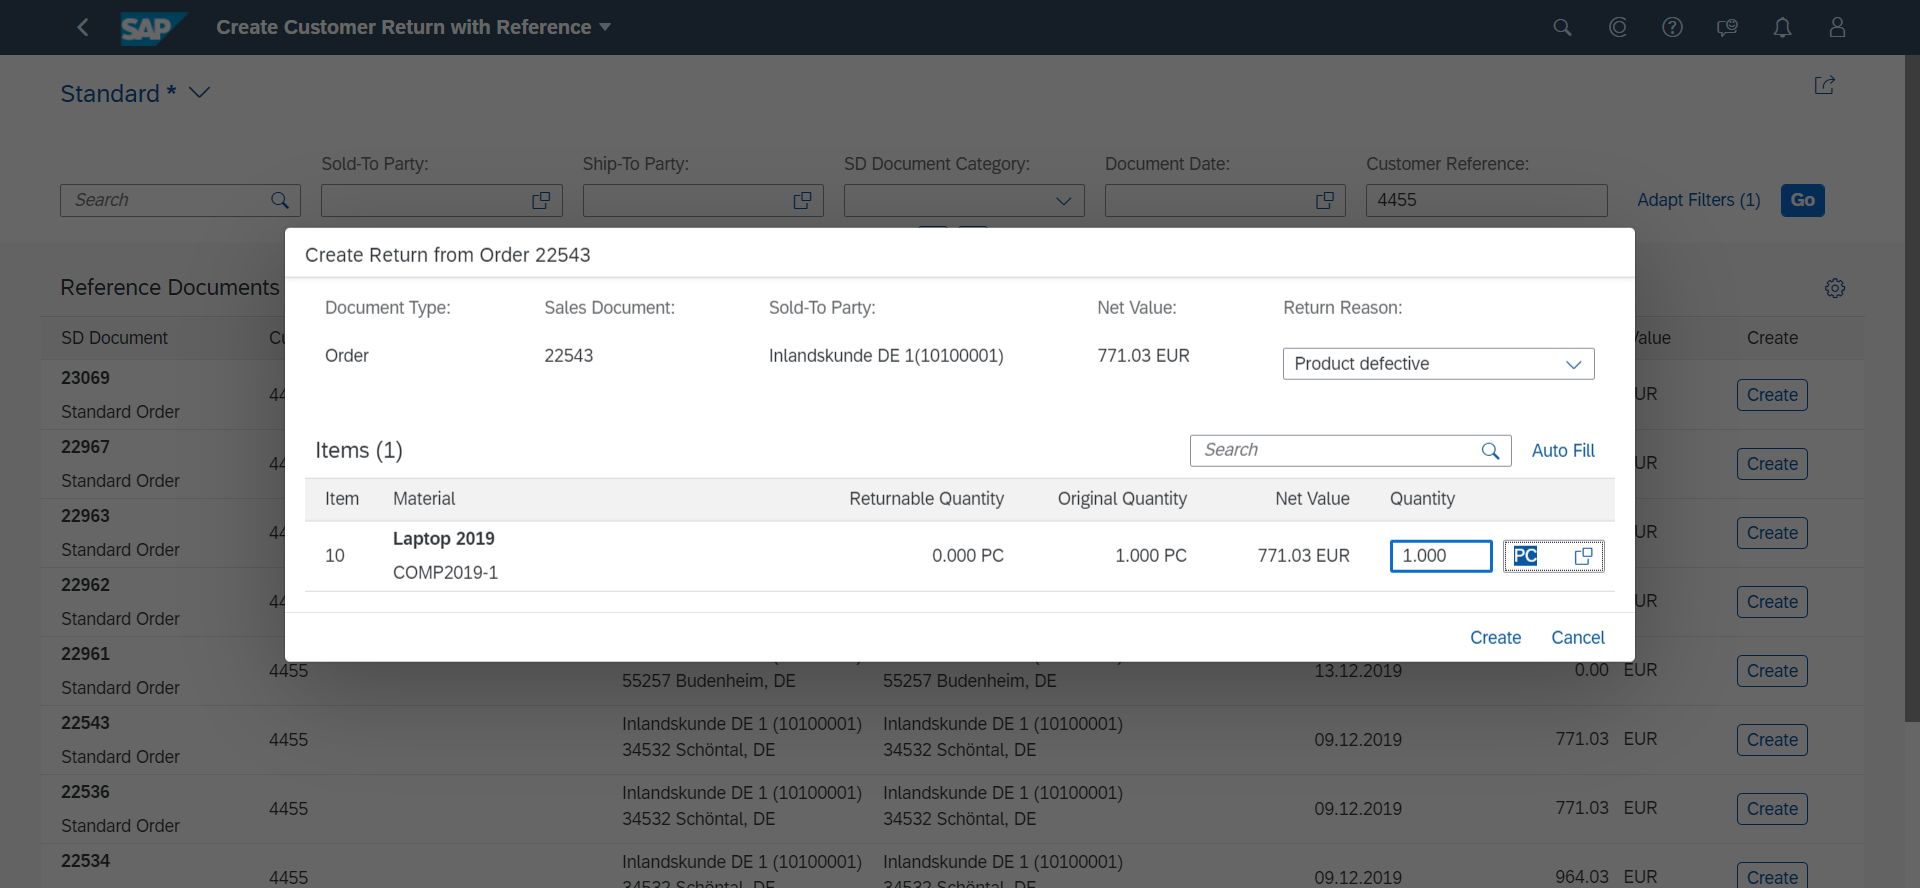 SAP
Create Customer Return with Reference
Standard *
Sold-To Party:
Ship-To Party:
SD Document Category:
Document Date:
Customer Reference:
Search
4455
Adapt Filters (1)
Go
Create Return from Order 22543
Document Type:
Sales Document:
Sold-To Party:
Net Value:
Return Reason:
Order
22543
Inlandskunde DE 1(10100001)
771.03 EUR
Product defective
Items (1)
Search
Auto Fill
Item
Material
Returnable Quantity
Original Quantity
Net Value
Quantity
10
Laptop 2019
COMP2019-1
0.000 PC
1.000 PC
771.03 EUR
1.000
PC
Create
Cancel
Reference Documents
SD Document
Create
23069
Standard Order
Create
22967
Standard Order
Create
22963
Standard Order
Create
22962
Standard Order
Create
22961
Standard Order
4455
55257 Budenheim, DE
55257 Budenheim, DE
13.12.2019
0.00 EUR
Create
22543
Standard Order
4455
Inlandskunde DE 1 (10100001)
34532 Schöntal, DE
Inlandskunde DE 1 (10100001)
34532 Schöntal, DE
09.12.2019
771.03 EUR
Create
22536
Standard Order
4455
Inlandskunde DE 1 (10100001)
34532 Schöntal, DE
Inlandskunde DE 1 (10100001)
34532 Schöntal, DE
09.12.2019
771.03 EUR
Create
22534
4455
Inlandskunde DE 1 (10100001)
34532 Schöntal, DE
Inlandskunde DE 1 (10100001)
34532 Schöntal, DE
09.12.2019
964.03 EUR
Create